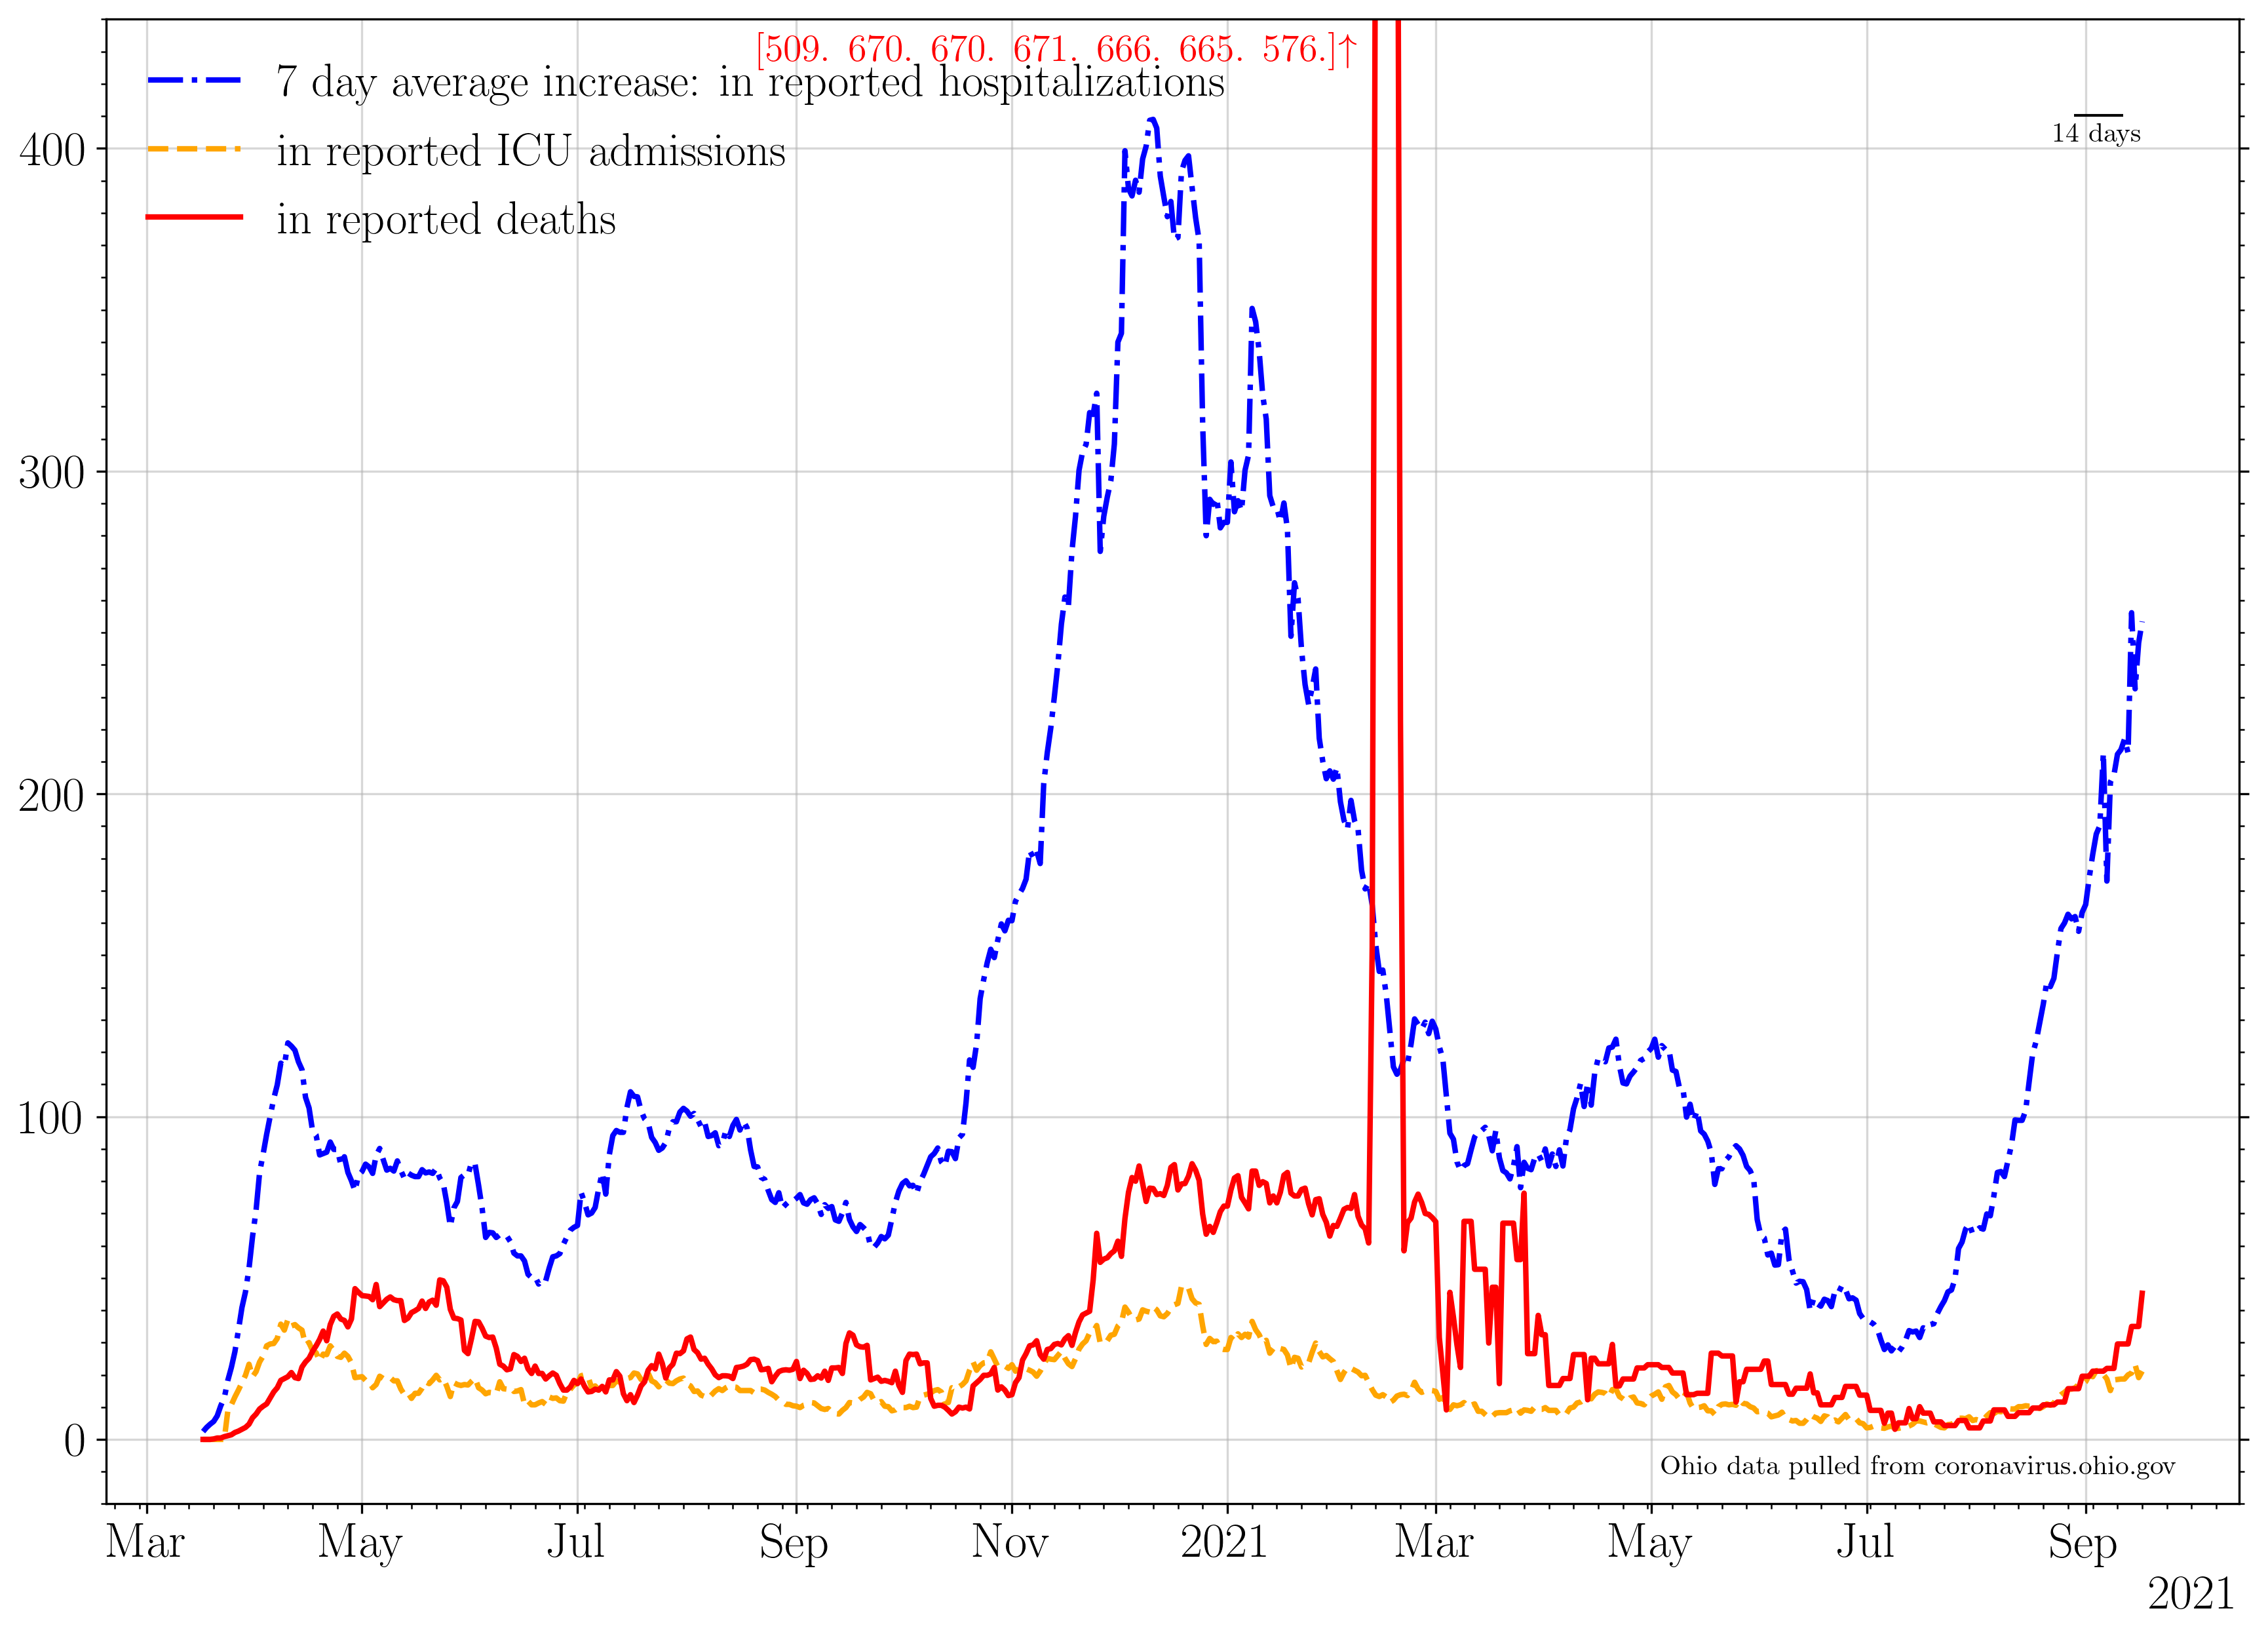 [509. 670. 670. 671. 666. 665. 576.]↑
7 day average increase: in reported hospitalizations
in reported ICU admissions
in reported deaths
14 days
400
300
200
100
0
Ohio data pulled from coronavirus.ohio.gov
Mar May Jul Sep Nov 2021 Mar May Jul Sep
2021